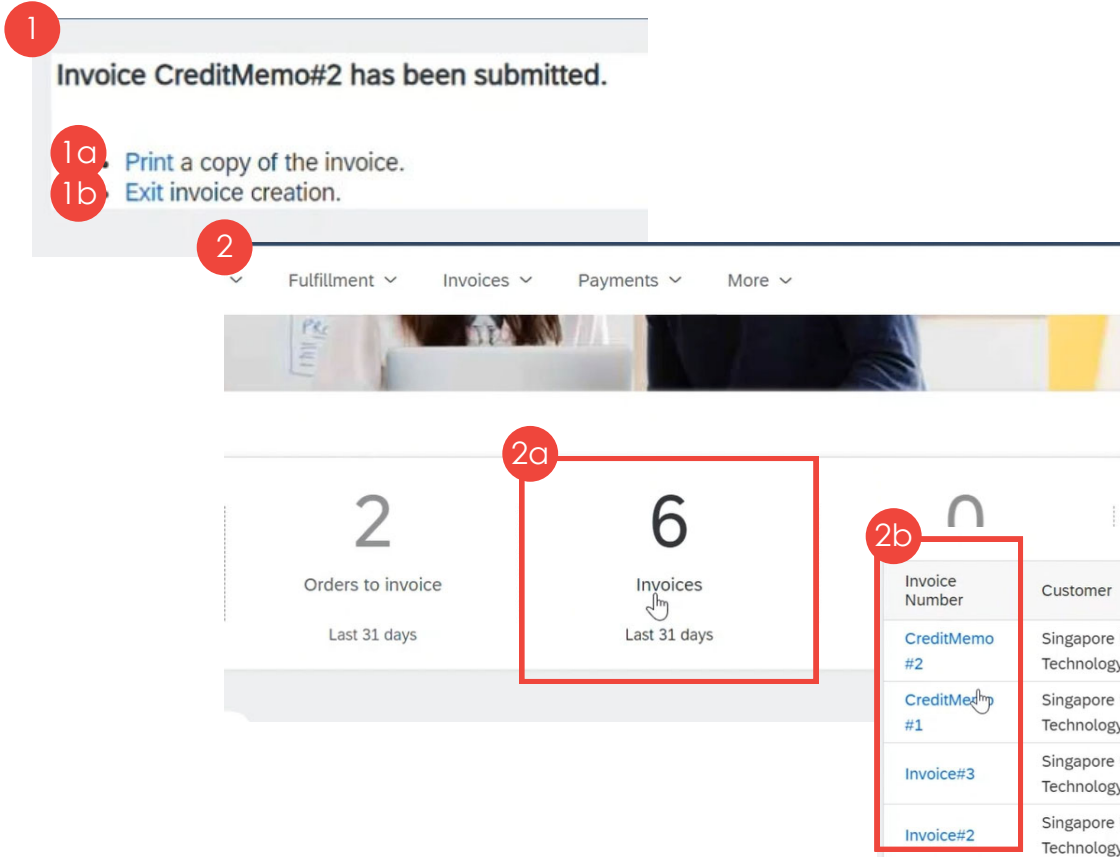 1
Invoice CreditMemo#2 has been submitted.
1a
Print a copy of the invoice.
1b
Exit invoice creation.
2
Fulfillment Invoices Payments More
2a
2 6 0
Orders to invoice Invoices
Last 31 days Last 31 days
2b
Invoice Number Customer
CreditMemo #2 Singapore Technology
CreditMemo #1 Singapore Technology
Invoice#3 Singapore Technology
Invoice#2 Singapore Technology